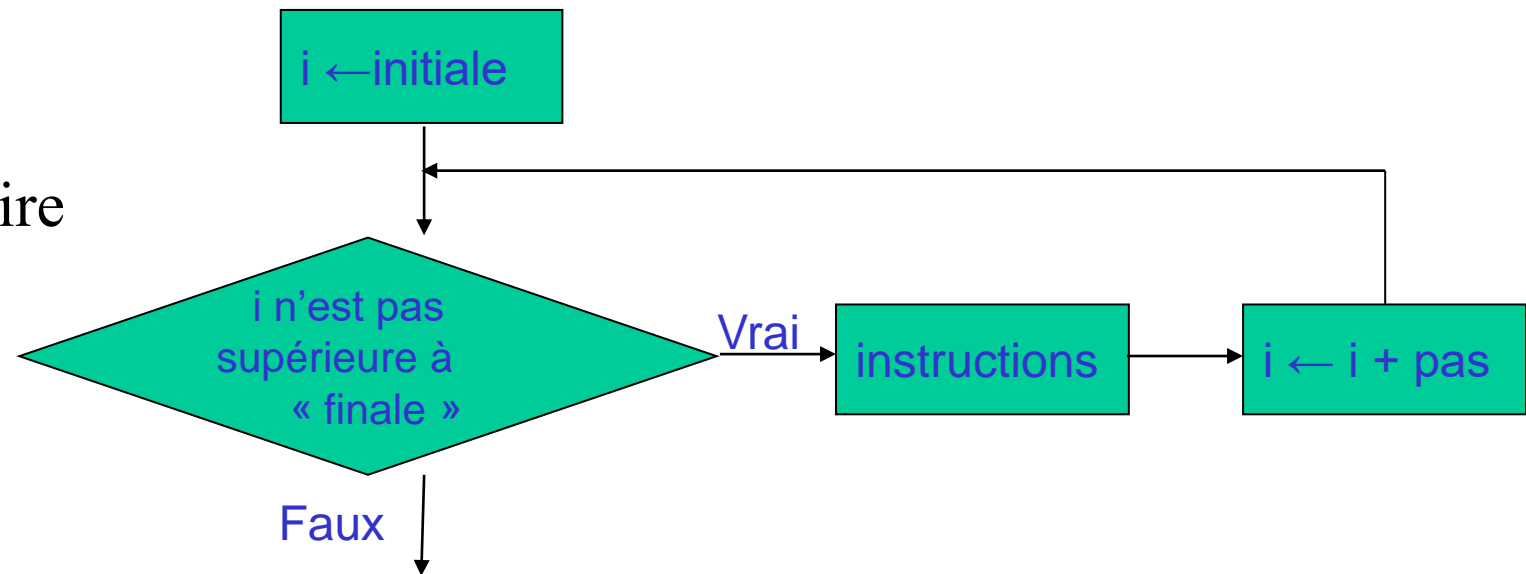 i ←initiale
ire
i n’est pas
supérieure à
« finale »
Vrai
instructions
i ← i + pas
Faux